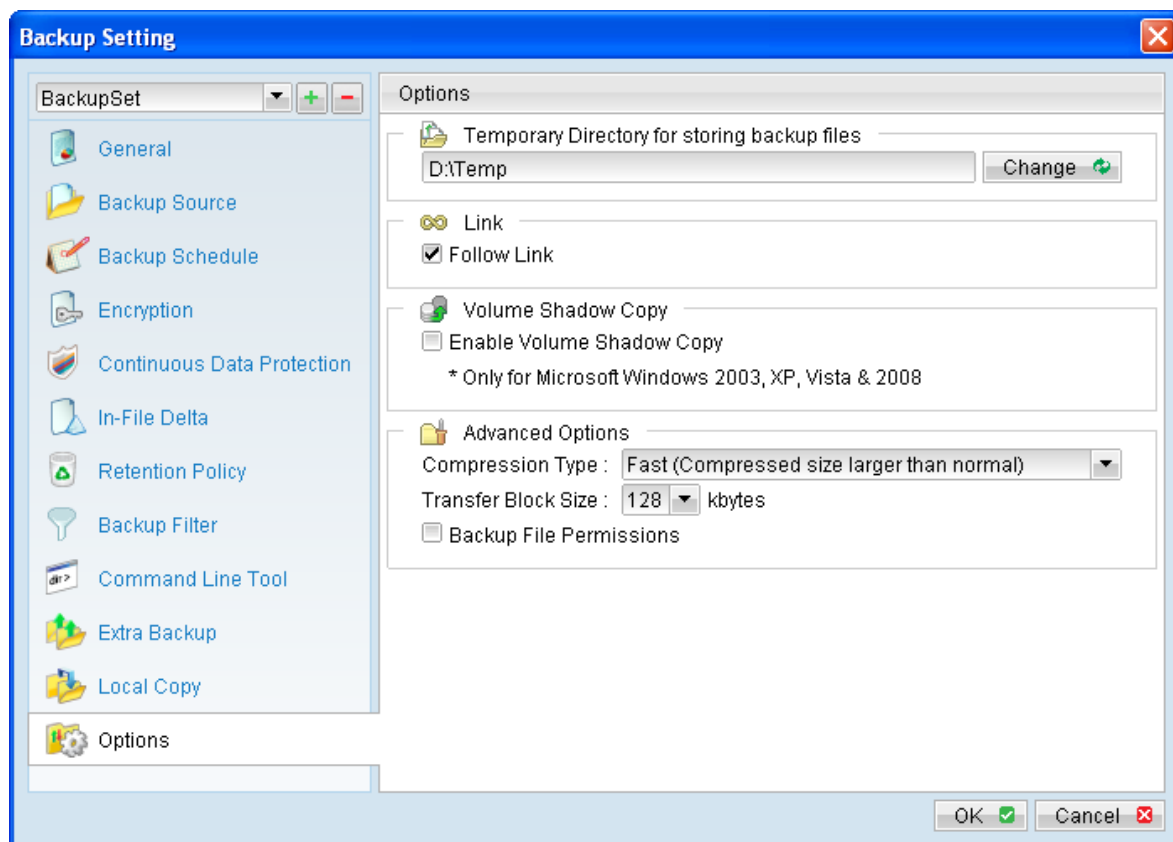 Backup Setting
BackupSet
General
Backup Source
Backup Schedule
Encryption
Continuous Data Protection
In-File Delta
Retention Policy
Backup Filter
dir >
Command Line Tool
Extra Backup
Local Copy
Options
Options
Temporary Directory for storing backup files
D:\Temp
Change
Link
Follow Link
Volume Shadow Copy
Enable Volume Shadow Copy
* Only for Microsoft Windows 2003, XP, Vista & 2008
Advanced Options
Compression Type : Fast (Compressed size larger than normal)
Transfer Block Size : 128 kbytes
Backup File Permissions
OK Cancel